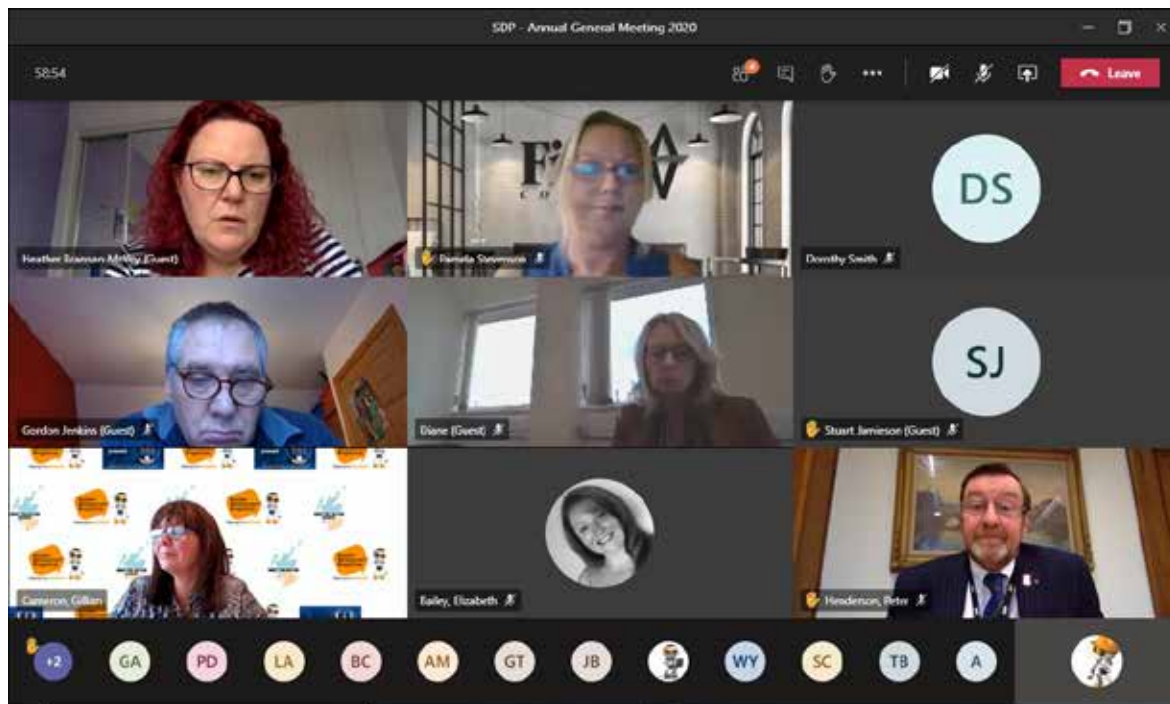 SDP - Annual General Meeting 2020
58:54
4
Leave
DS
Dorothy Smith
Pamela Stevenson
SJ
Gordon Jenkins (Guest)
Diane (Guest)
Stuart Jamieson (Guest)
Cameron, Gillian
Bailey, Elizabeth
Henderson, Peter
+2
GA
PD
LA
BC
AM
GT
JB
WY
SC
TB
A